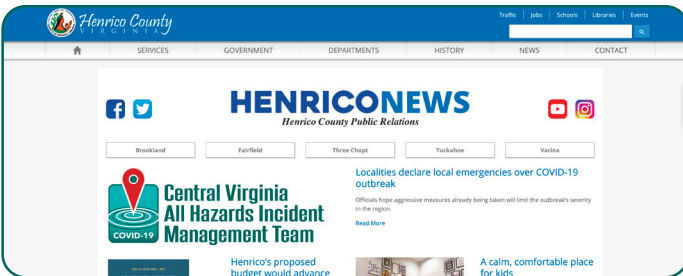 Henrico County
VIRGINIA
Traffic | Jobs | Schools | Libraries | Events
SERVICES GOVERNMENT DEPARTMENTS HISTORY NEWS CONTACT
HENRICONEWS
Henrico County Public Relations
Brookland Fairfield Three Chopt Tuckahoe Varina
COVID-19
Central Virginia
All Hazards Incident
Management Team
Localities declare local emergencies over COVID-19
outbreak
Officials hope aggressive measures already being taken will limit the outbreak's severity
in the region.
Read More
Henrico's proposed
budget would advance
A calm, comfortable place
for kids